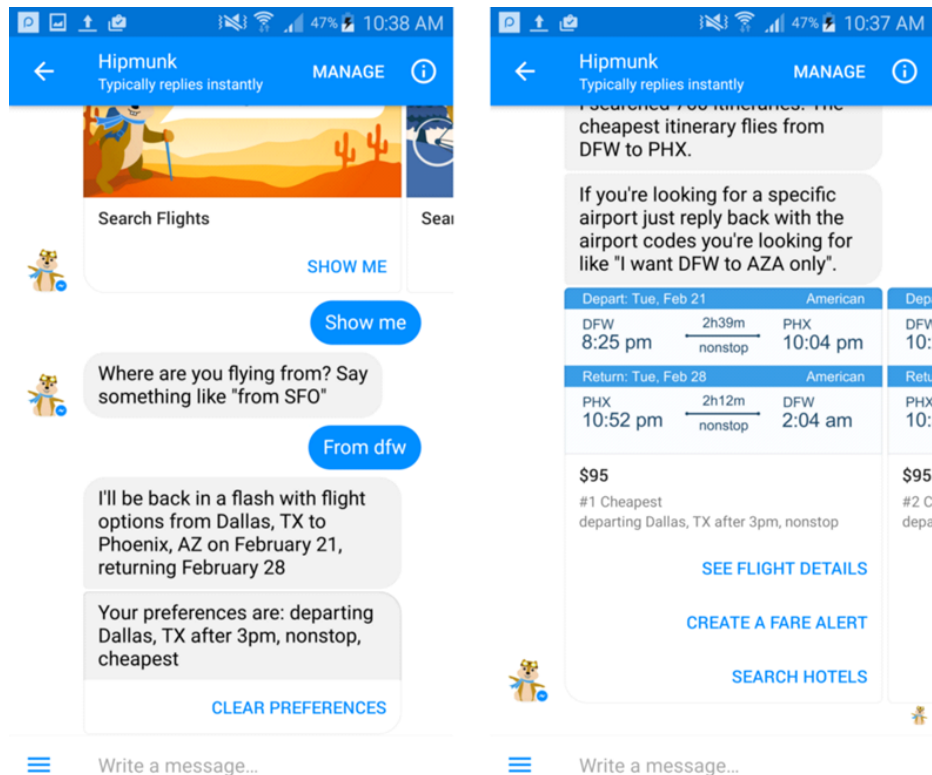 47% 10:38 AM
Hipmunk
Typically replies instantly
MANAGE
Search Flights
SHOW ME
Show me
Where are you flying from? Say
something like "from SFO"
From dfw
I'll be back in a flash with flight
options from Dallas, TX to
Phoenix, AZ on February 21,
returning February 28
Your preferences are: departing
Dallas, TX after 3pm, nonstop,
cheapest
CLEAR PREFERENCES
Write a message...
47% 10:37 AM
Hipmunk
Typically replies instantly
MANAGE
I searched 700 itineraries. The
cheapest itinerary flies from
DFW to PHX.
If you're looking for a specific
airport just reply back with the
airport codes you're looking for
like "I want DFW to AZA only".
Depart: Tue, Feb 21 American
DFW 2h39m PHX
8:25 pm nonstop 10:04 pm
Return: Tue, Feb 28 American
PHX 2h12m DFW
10:52 pm nonstop 2:04 am
$95
#1 Cheapest
departing Dallas, TX after 3pm, nonstop
SEE FLIGHT DETAILS
CREATE A FARE ALERT
SEARCH HOTELS
$95
#2 C
depa
Write a message...